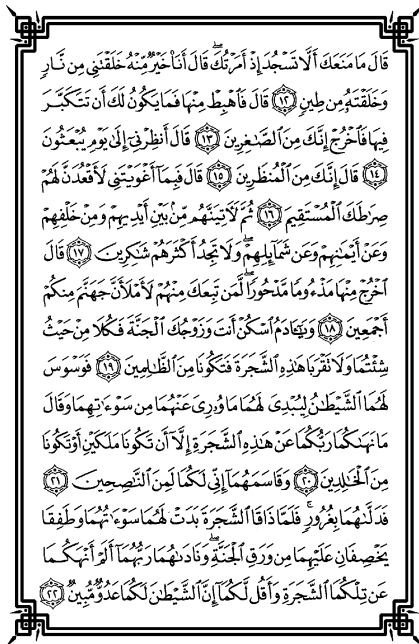 قَالَ مَا مَنَعَكَ أَلَّا تَسْجُدَ إِذْ أَمَرْتُكَ ۖ قَالَ أَنَا۠ خَيْرٌ مِّنْهُ خَلَقْتَنِى مِن نَّارٍ
وَخَلَقْتَهُۥ مِن طِينٍ ١٢ قَالَ فَٱهْبِطْ مِنْهَا فَمَا يَكُونُ لَكَ أَن تَتَكَبَّرَ
فِيهَا فَٱخْرُجْ إِنَّكَ مِنَ ٱلصَّٰغِرِينَ ١٣ قَالَ أَنظِرْنِىٓ إِلَىٰ يَوْمِ يُبْعَثُونَ
١٤ قَالَ إِنَّكَ مِنَ ٱلْمُنظَرِينَ ١٥ قَالَ فَبِمَآ أَغْوَيْتَنِى لَأَقْعُدَنَّ لَهُمْ
صِرَٰطَكَ ٱلْمُسْتَقِيمَ ١٦ ثُمَّ لَءَاتِيَنَّهُم مِّنۢ بَيْنِ أَيْدِيهِمْ وَمِنْ خَلْفِهِمْ
وَعَنْ أَيْمَٰنِهِمْ وَعَن شَمَآئِلِهِمْ ۖ وَلَا تَجِدُ أَكْثَرَهُمْ شَٰكِرِينَ ١٧ قَالَ
ٱخْرُجْ مِنْهَا مَذْءُومًا مَّدْحُورًا ۖ لَّمَن تَبِعَكَ مِنْهُمْ لَأَمْلَأَنَّ جَهَنَّمَ مِنكُمْ
أَجْمَعِينَ ١٨ وَيَٰٓـَٔادَمُ ٱسْكُنْ أَنتَ وَزَوْجُكَ ٱلْجَنَّةَ فَكُلَا مِنْ حَيْثُ
شِئْتُمَا وَلَا تَقْرَبَا هَٰذِهِ ٱلشَّجَرَةَ فَتَكُونَا مِنَ ٱلظَّٰلِمِينَ ١٩ فَوَسْوَسَ
لَهُمَا ٱلشَّيْطَٰنُ لِيُبْدِىَ لَهُمَا مَا وُۥرِىَ عَنْهُمَا مِن سَوْءَٰتِهِمَا وَقَالَ
مَا نَهَىٰكُمَا رَبُّكُمَا عَنْ هَٰذِهِ ٱلشَّجَرَةِ إِلَّآ أَن تَكُونَا مَلَكَيْنِ أَوْ تَكُونَا
مِنَ ٱلْخَٰلِدِينَ ٢٠ وَقَاسَمَهُمَآ إِنِّى لَكُمَا لَمِنَ ٱلنَّٰصِحِينَ ٢١
فَدَلَّىٰهُمَا بِغُرُورٍ ۚ فَلَمَّا ذَاقَا ٱلشَّجَرَةَ بَدَتْ لَهُمَا سَوْءَٰتُهُمَا وَطَفِقَا
يَخْصِفَانِ عَلَيْهِمَا مِن وَرَقِ ٱلْجَنَّةِ ۖ وَنَادَىٰهُمَا رَبُّهُمَآ أَلَمْ أَنْهَكُمَا
عَن تِلْكُمَا ٱلشَّجَرَةِ وَأَقُل لَّكُمَآ إِنَّ ٱلشَّيْطَٰنَ لَكُمَا عَدُوٌّ مُّبِينٌ ٢٢